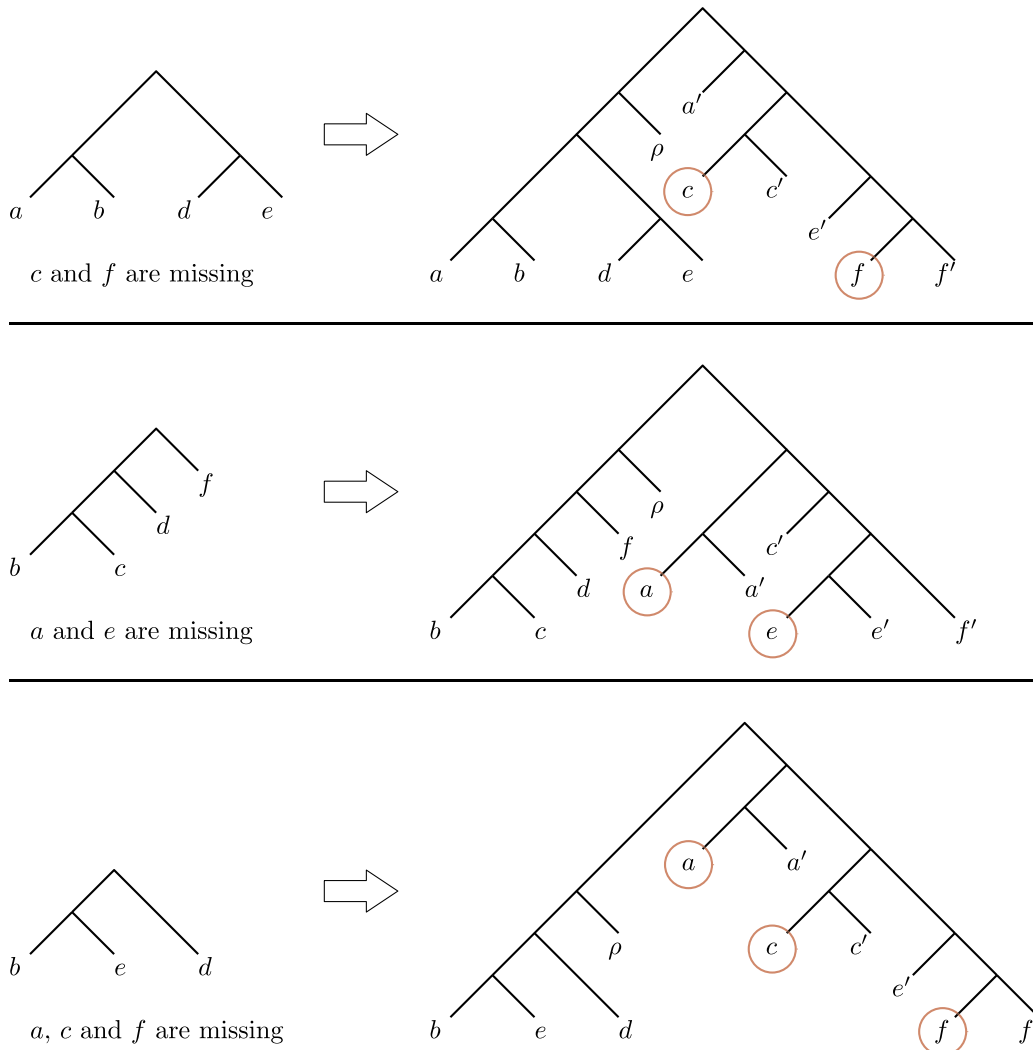 a′
ρ
c c′
a b d e
e′
a b d e f f′
c and f are missing
f
ρ
d
f c′
b c
d a a′
b c e e′ f′
a and e are missing
a a′
ρ c c′
b e d
e′
b e d f f
a, c and f are missing